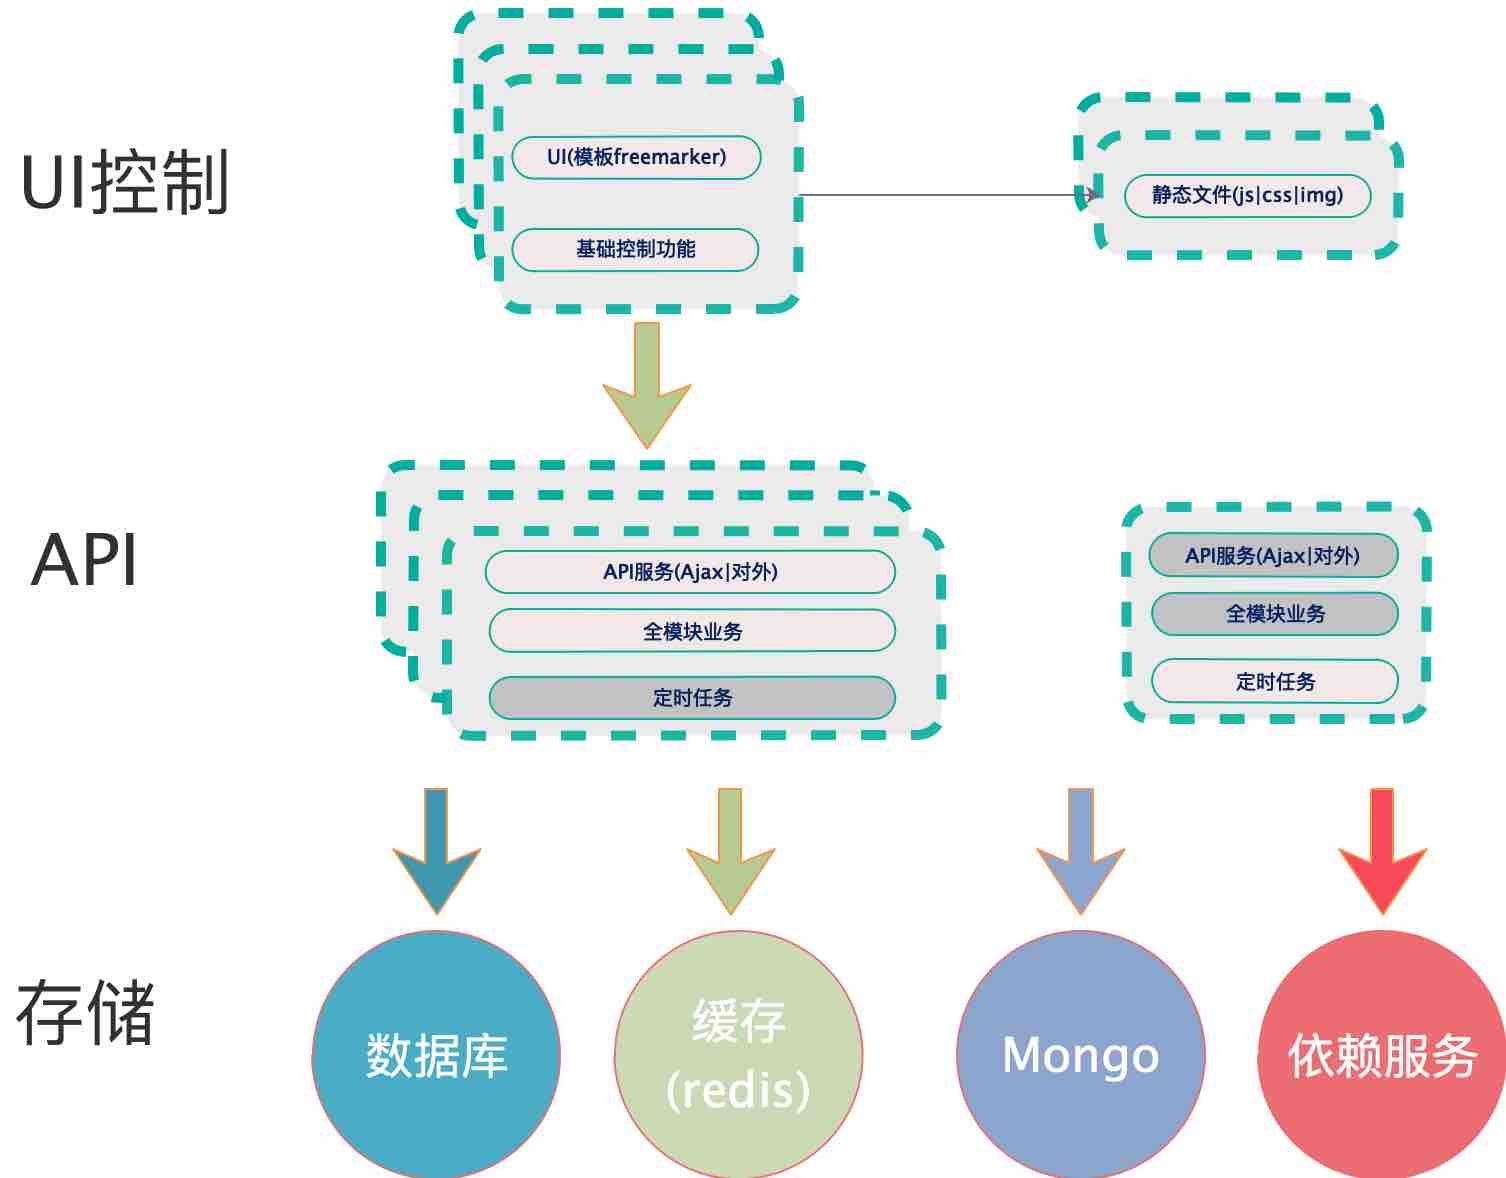 UI控制
UI(模板freemarker)
基础控制功能
静态文件(js|css|img)
API
API服务(Ajax|对外)
全模块业务
定时任务
API服务(Ajax|对外)
全模块业务
定时任务
存储
数据库
缓存
(redis)
Mongo
依赖服务